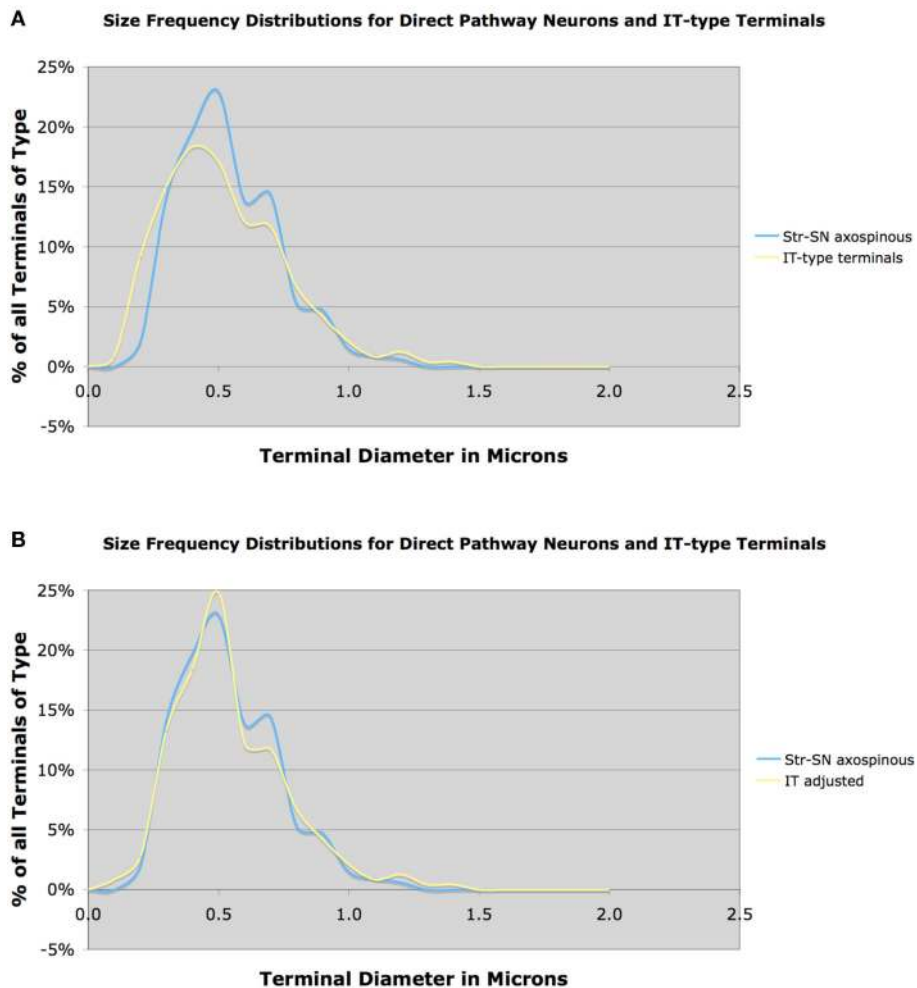 A
Size Frequency Distributions for Direct Pathway Neurons and IT-type Terminals
25%
20%
15%
10%
5%
0%
-5%
% of all Terminals of Type
0.0
0.5
1.0
1.5
2.0
2.5
Terminal Diameter in Microns
Str-SN axospinous
IT-type terminals
B
Size Frequency Distributions for Direct Pathway Neurons and IT-type Terminals
25%
20%
15%
10%
5%
0%
-5%
% of all Terminals of Type
0.0
0.5
1.0
1.5
2.0
2.5
Terminal Diameter in Microns
Str-SN axospinous
IT adjusted